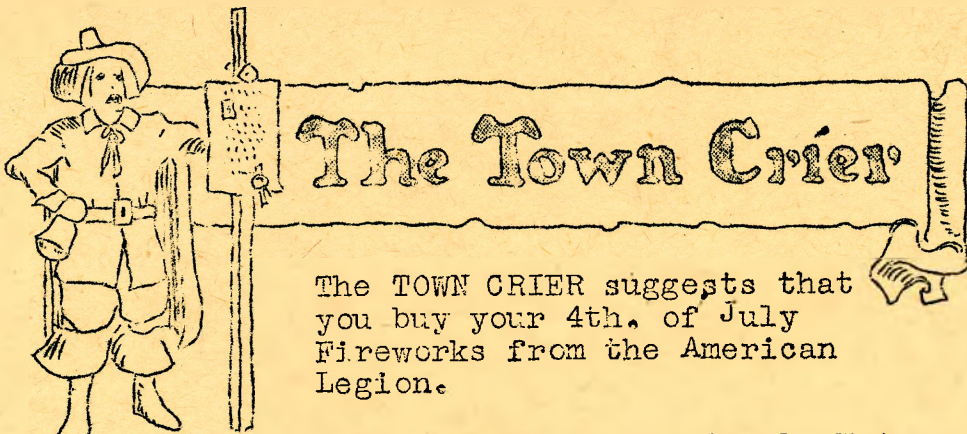 The Town Crier
The TOWN CRIER suggests that
you buy your 4th. of July
Fireworks from the American
Legion.